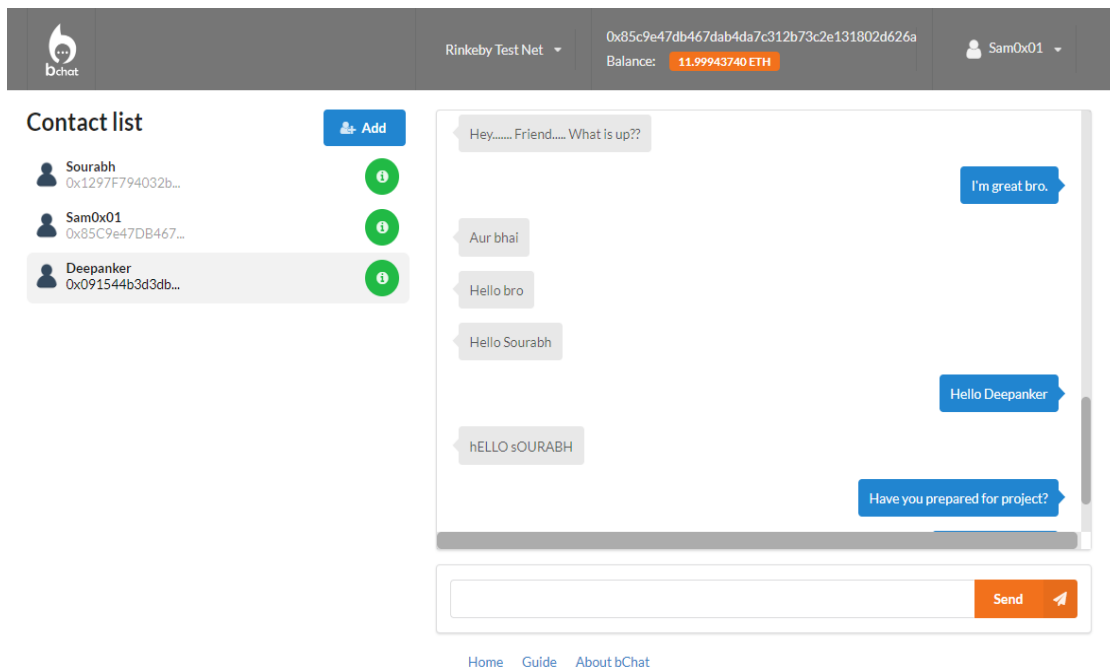 bchat
Rinkeby Test Net
0x85c9e47db467dab4da7c312b73c2e131802d626a
Balance: 11.99943740 ETH
Sam0x01
Contact list
Add
Sourabh
0x1297F794032b...
Sam0x01
0x85C9e47DB467...
Deepanker
0x091544b3d3db...
Hey....... Friend..... What is up??
I'm great bro.
Aur bhai
Hello bro
Hello Sourabh
Hello Deepanker
hELLO sOURABH
Have you prepared for project?
Send
Home Guide About bChat